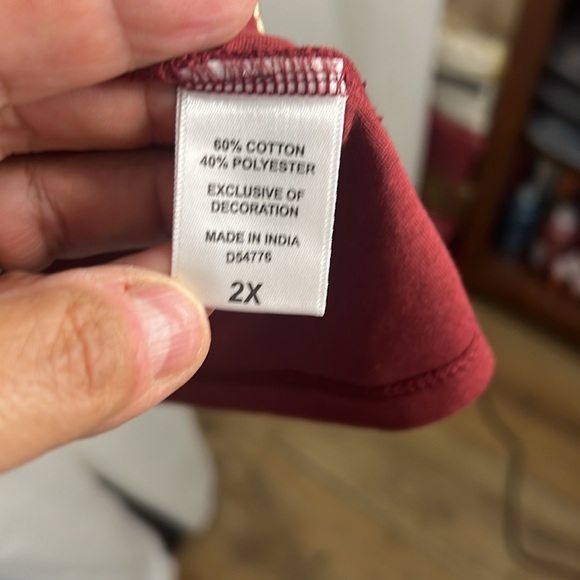 60% COTTON
40% POLYESTER
EXCLUSIVE OF
DECORATION
MADE IN INDIA
D54776
2X